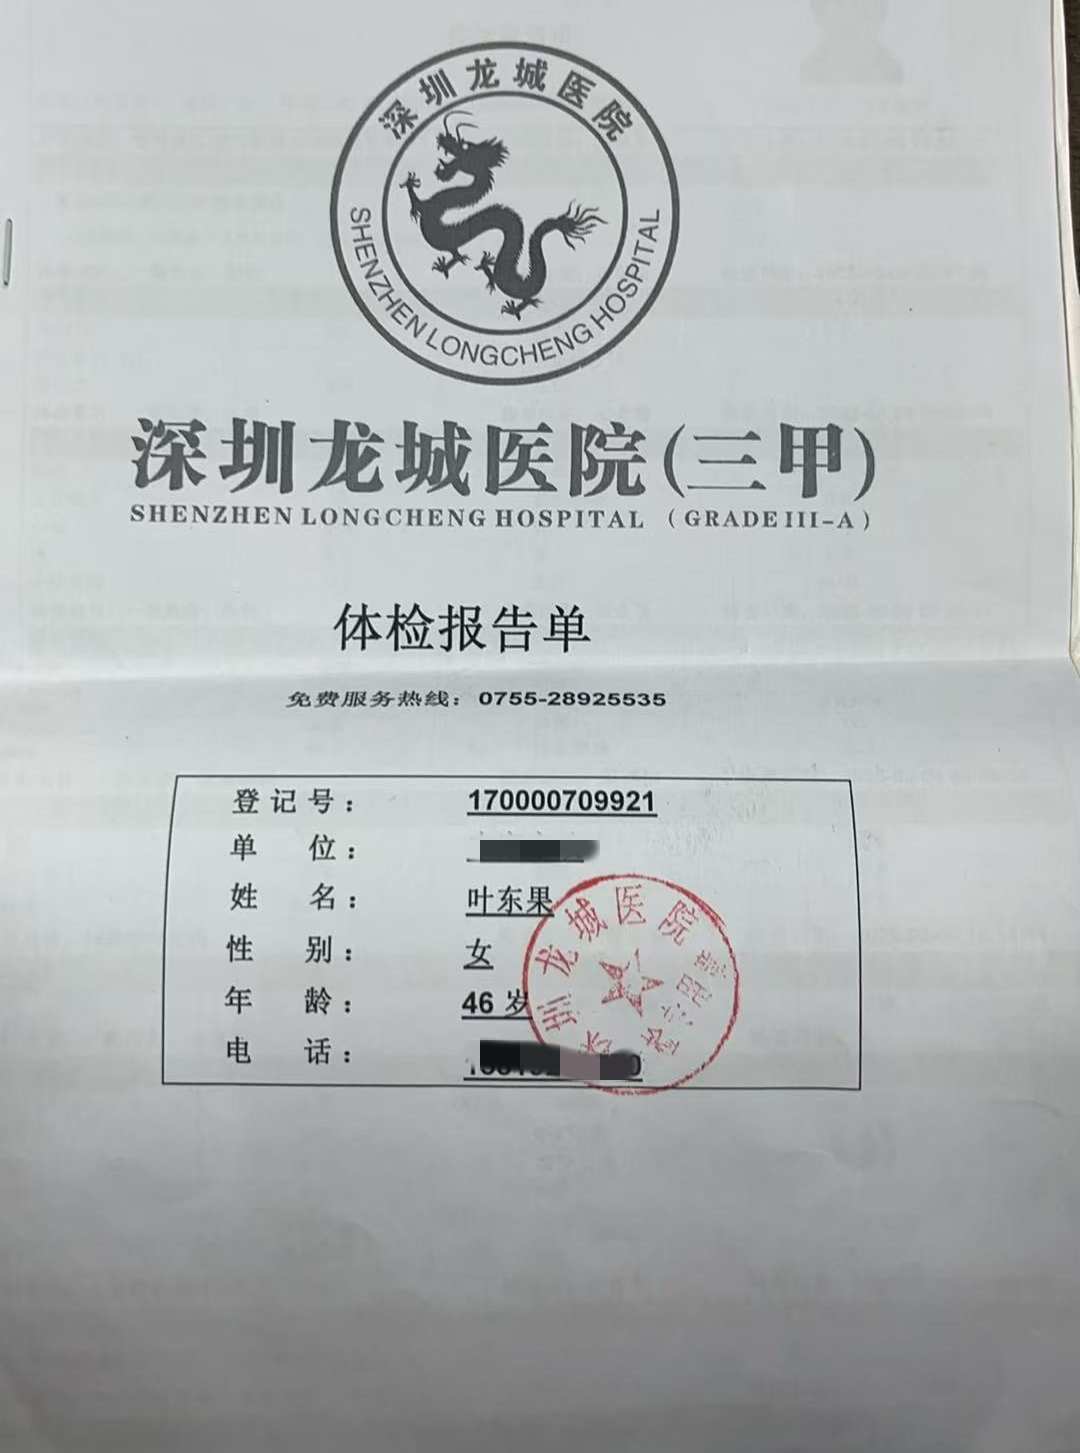 深圳龙城医院
SHENZHEN LONGCHENG HOSPITAL
深圳龙城医院(三甲)
SHENZHEN LONGCHENG HOSPITAL (GRADE III-A)
体检报告单
免费服务热线：0755-28925535
登记号：170000709921
单位：
姓名：叶东果
性别：女
年龄：46 岁
电话：
圳龙城医院